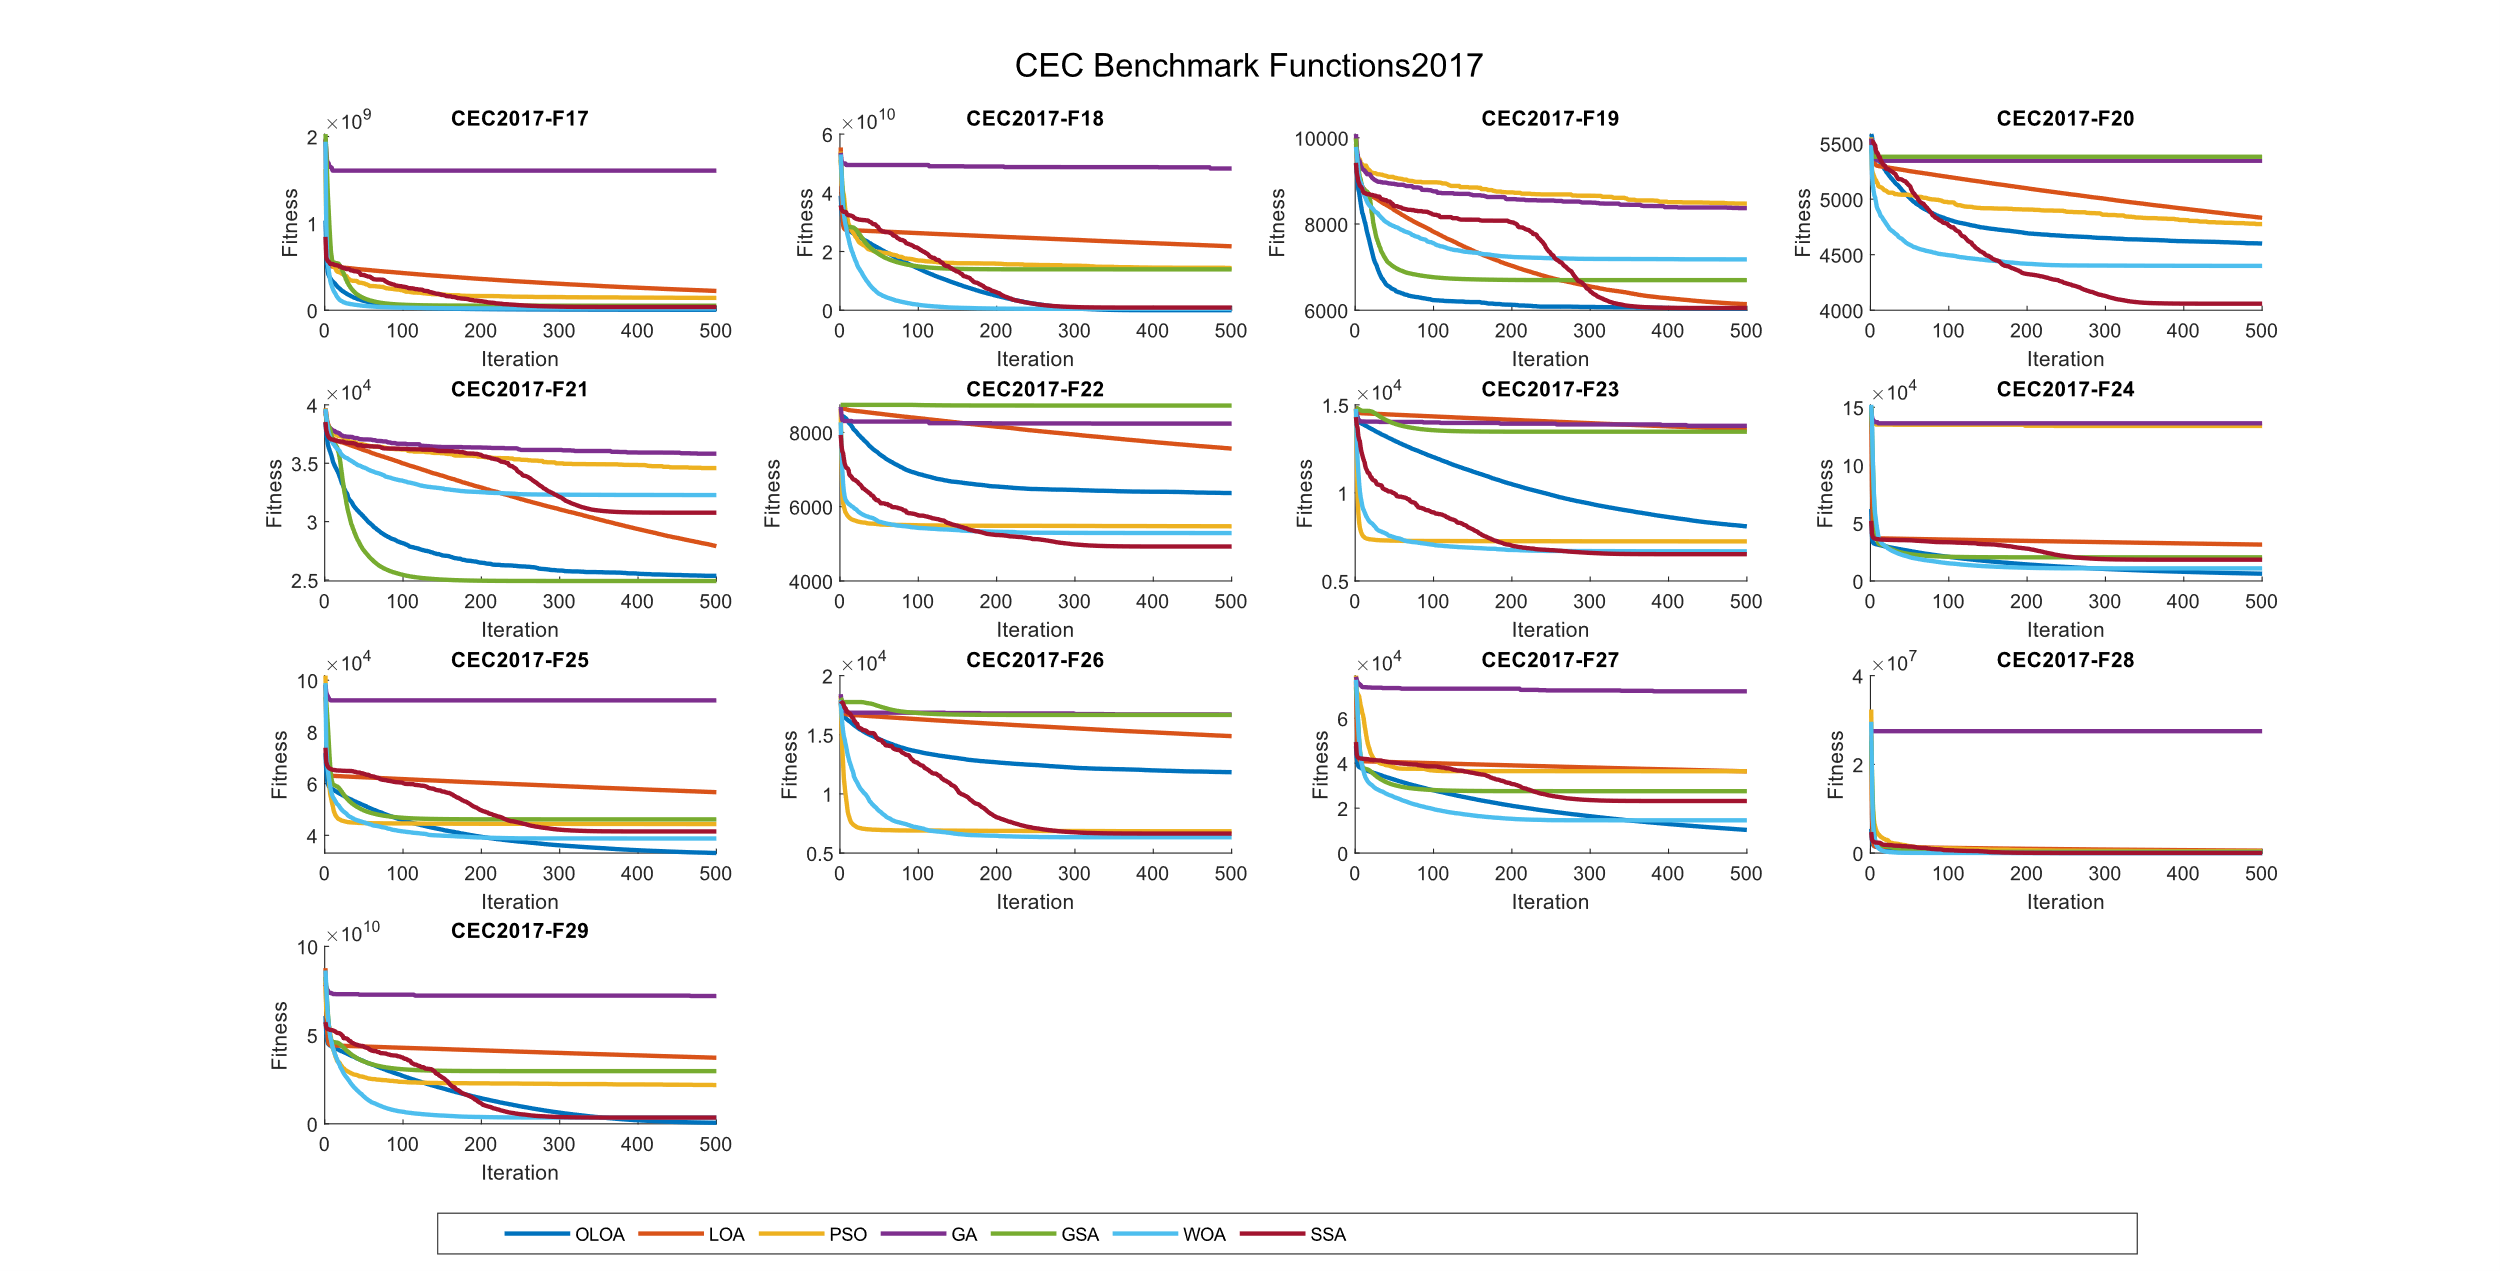 CEC Benchmark Functions2017
CEC2017-F17
×10^9
2
1
0
Fitness
0 100 200 300 400 500
Iteration
CEC2017-F18
×10^10
6
4
2
0
Fitness
0 100 200 300 400 500
Iteration
CEC2017-F19
10000
8000
6000
Fitness
0 100 200 300 400 500
Iteration
CEC2017-F20
5500
5000
4500
4000
Fitness
0 100 200 300 400 500
Iteration
CEC2017-F21
×10^4
4
3.5
3
2.5
Fitness
0 100 200 300 400 500
Iteration
CEC2017-F22
8000
6000
4000
Fitness
0 100 200 300 400 500
Iteration
CEC2017-F23
×10^4
1.5
1
0.5
Fitness
0 100 200 300 400 500
Iteration
CEC2017-F24
×10^4
15
10
5
0
Fitness
0 100 200 300 400 500
Iteration
CEC2017-F25
×10^4
10
8
6
4
Fitness
0 100 200 300 400 500
Iteration
CEC2017-F26
×10^4
2
1.5
1
0.5
Fitness
0 100 200 300 400 500
Iteration
CEC2017-F27
×10^4
6
4
2
0
Fitness
0 100 200 300 400 500
Iteration
CEC2017-F28
×10^7
4
2
0
Fitness
0 100 200 300 400 500
Iteration
CEC2017-F29
×10^10
10
5
0
Fitness
0 100 200 300 400 500
Iteration
OLOA LOA PSO GA GSA WOA SSA